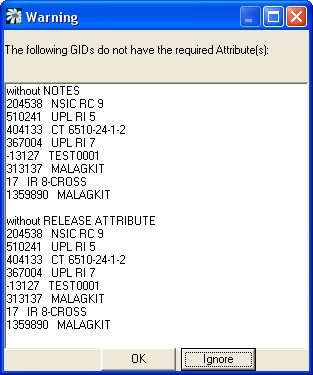 Warning
The following GIDs do not have the required Attribute(s):
without NOTES
204538 NSIC RC 9
510241 UPL RI 5
404133 CT 6510-24-1-2
367004 UPL RI 7
-13127 TEST0001
313137 MALAGKIT
17 IR 8-CROSS
1359890 MALAGKIT
without RELEASE ATTRIBUTE
204538 NSIC RC 9
510241 UPL RI 5
404133 CT 6510-24-1-2
367004 UPL RI 7
-13127 TEST0001
313137 MALAGKIT
17 IR 8-CROSS
1359890 MALAGKIT
OK Ignore